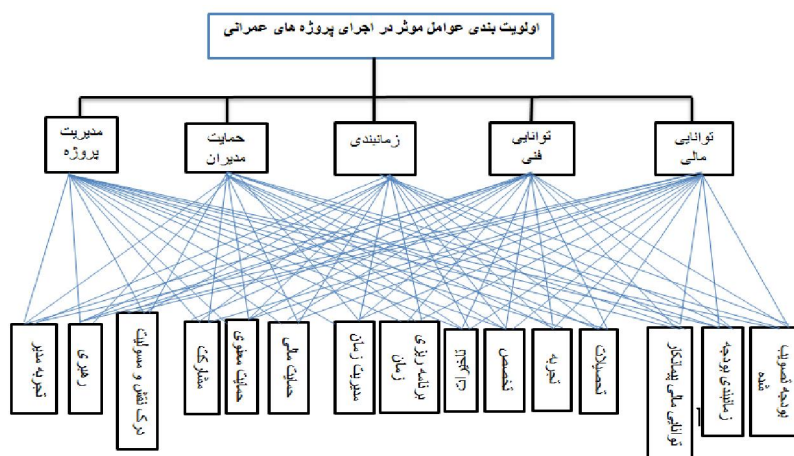 اولویت بندی عوامل موثر در اجرای پروژه های عمرانی
توانایی
مالی
توانایی
فنی
زمانبندی
حمایت
مدیران
مدیریت
پروژه
بودجه تصویب
شده
زمانبندی بودجه
توانایی مالی پیمانکار
تحصیلات
تجربه
تخصص
برنامه ریزی
زمان
مدیریت زمان
حمایت مالی
حمایت معنوی
مشارکت
درک نقش و مسولیت
رهبری
تجربه مدیر